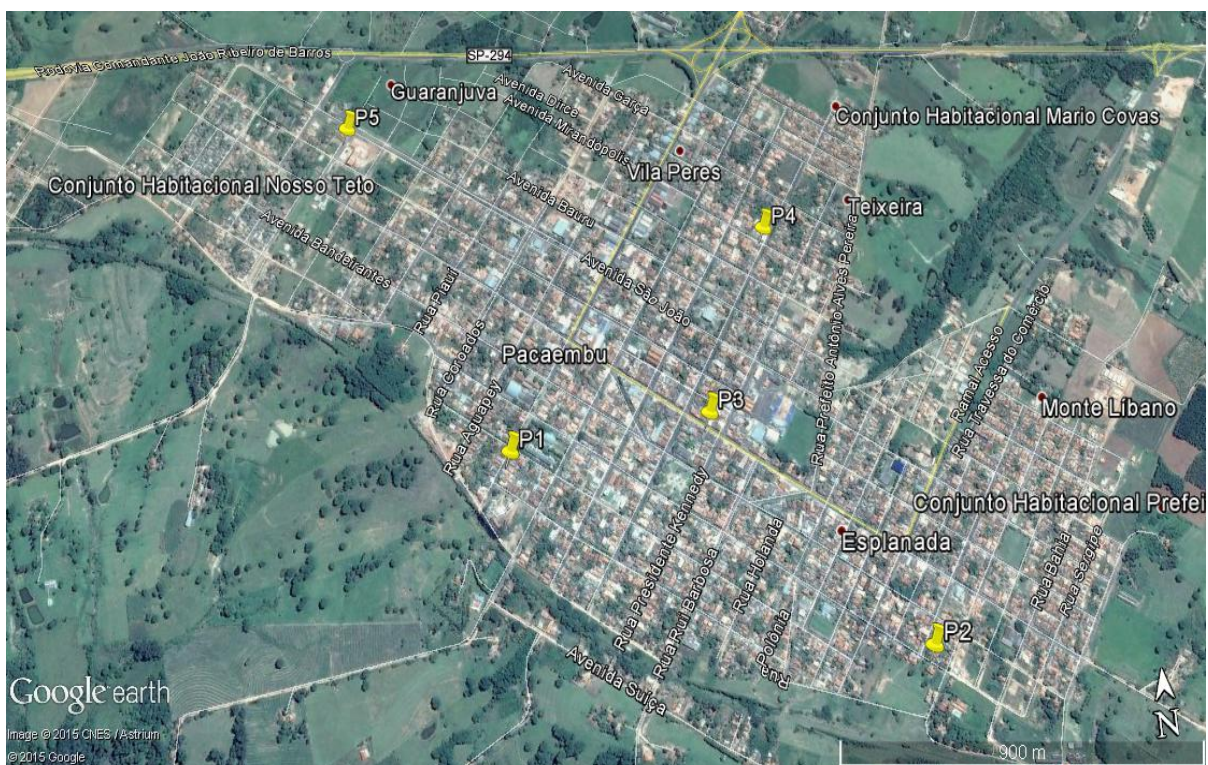 Rodovia Comandante João Ribeiro de Barros
SP-294
Guaranjuva
Avenida Dirce
Avenida Garça
Avenida Mirandópolis
P5
Conjunto Habitacional Mario Covas
Vila Peres
Conjunto Habitacional Nosso Teto
Avenida Bauru
Teixeira
P4
Avenida Bandeirantes
Avenida São João
Rua Prefeito Antônio Alves Pereira
Rua Piauí
Rua Coroados
Rua Aguapey
Pacaembu
P3
Ramal Acesso
Rua Travessa do Comércio
Monte Líbano
P1
Conjunto Habitacional Prefei
Esplanada
Rua Presidente Kennedy
Rua Rui Barbosa
Rua Holanda
Rua Polônia
Rua Bahia
Rua Sergipe
P2
Avenida Suíça
Google earth
Image © 2015 CNES / Astrium
© 2015 Google
N
900 m